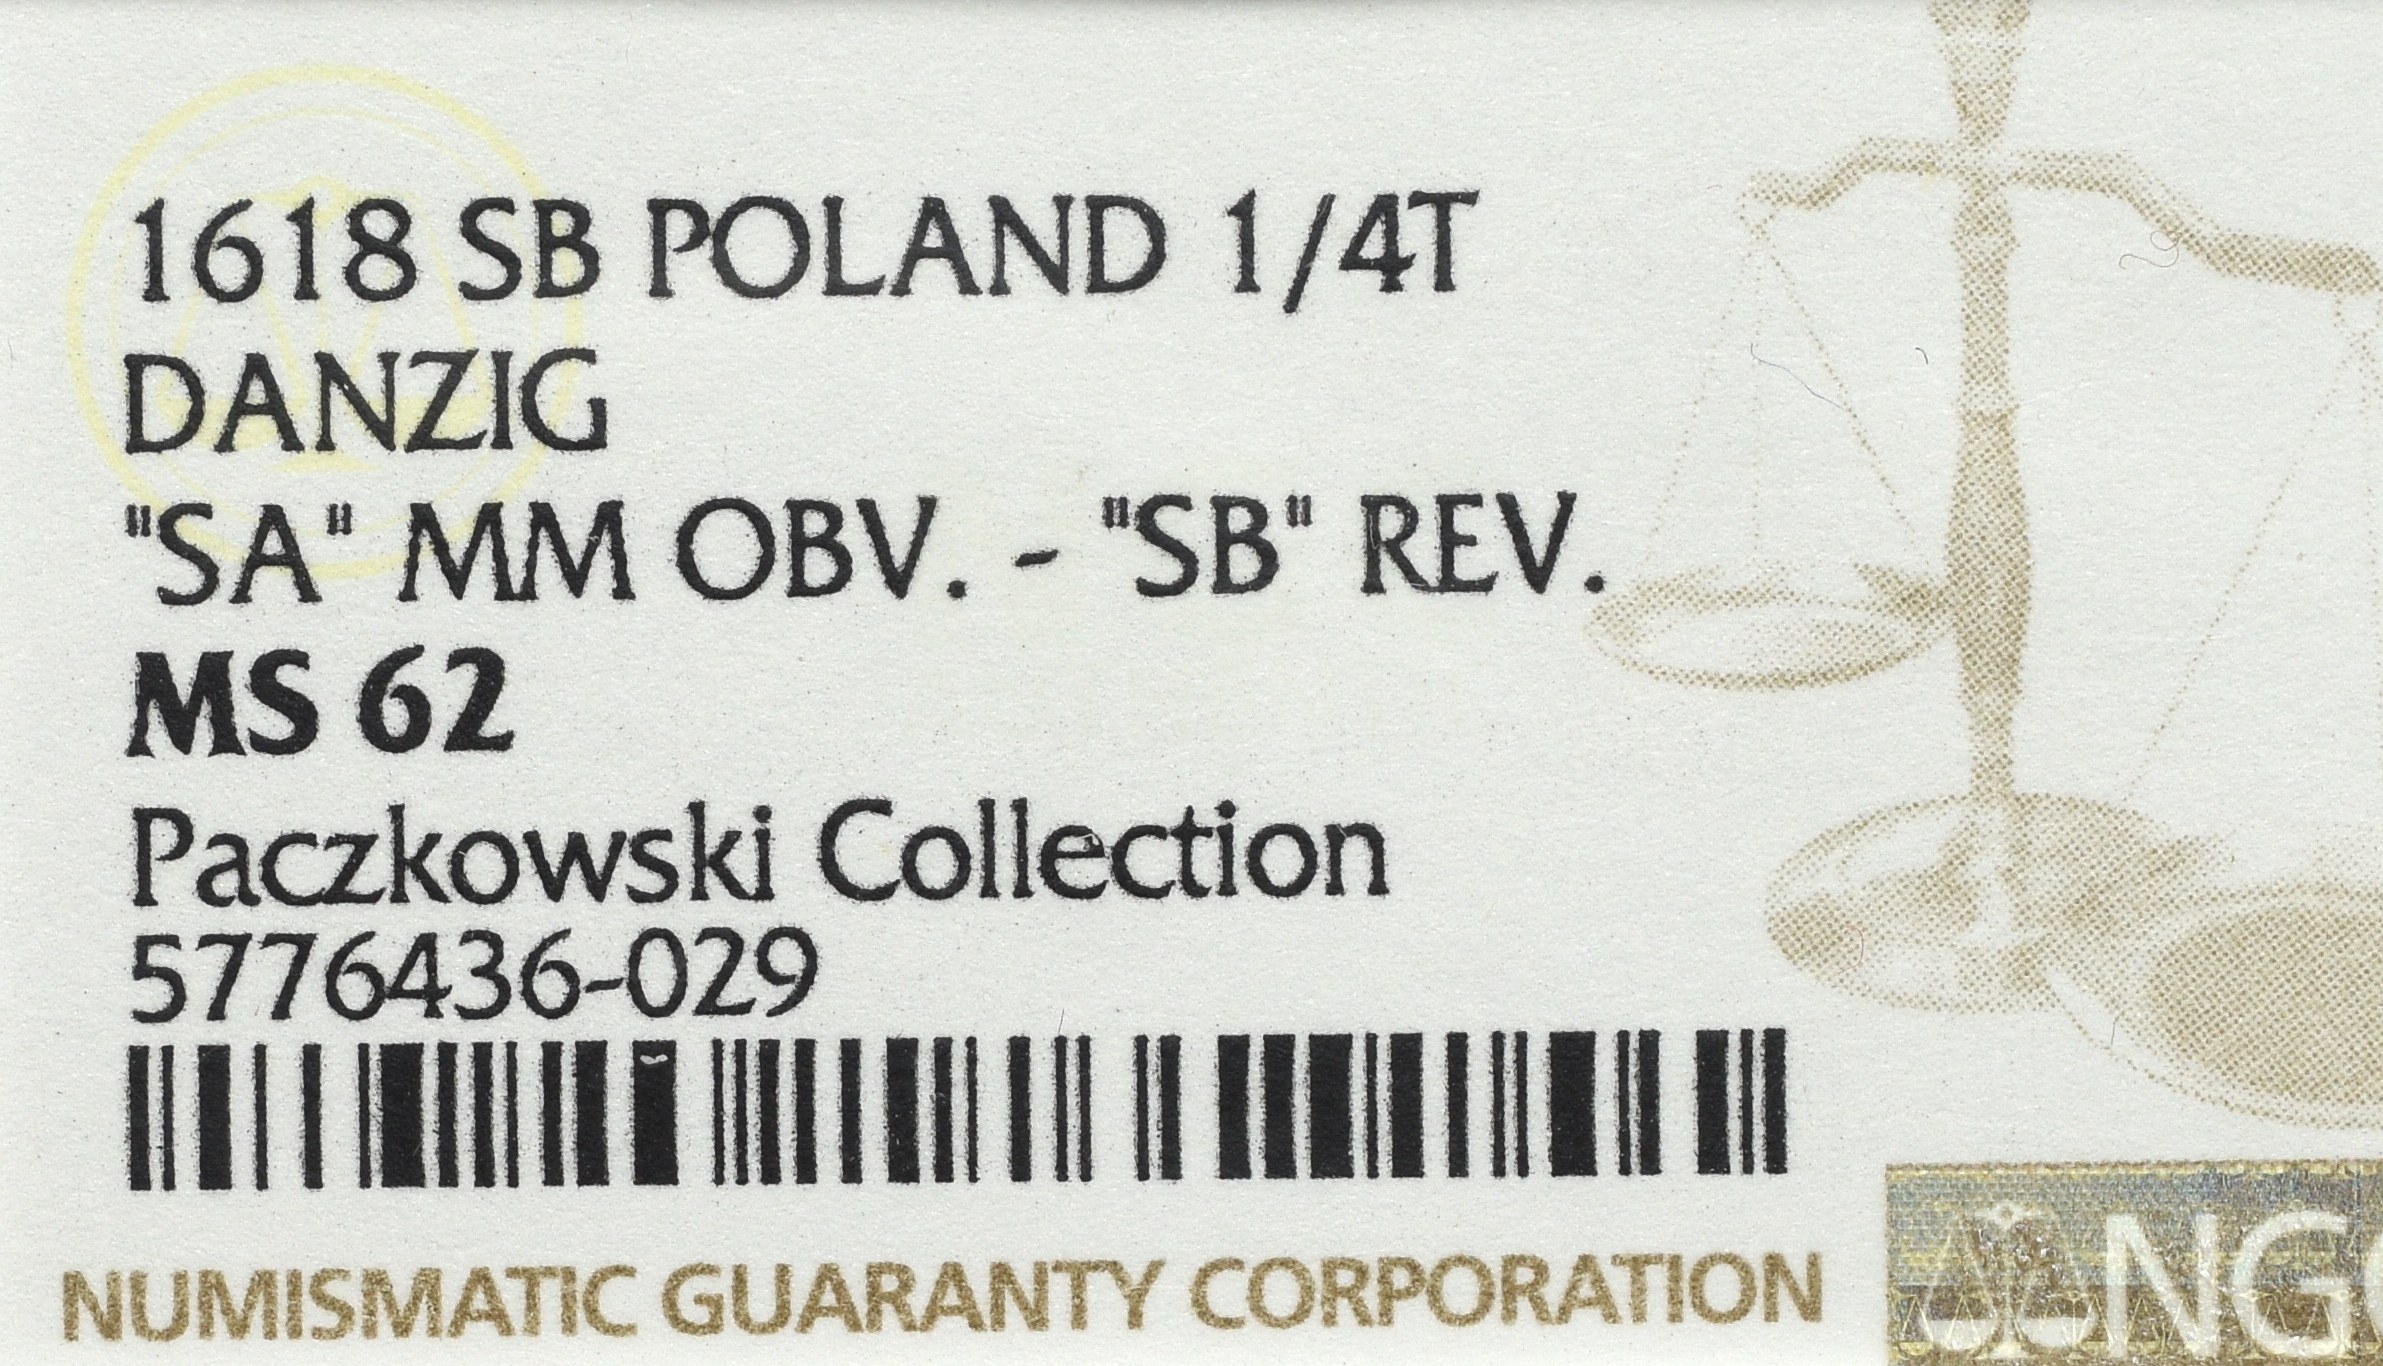 1618 SB POLAND 1/4T
DANZIG
"SA" MM OBV. - "SB" REV.
MS 62
Paczkowski Collection
5776436-029
NUMISMATIC GUARANTY CORPORATION
NG